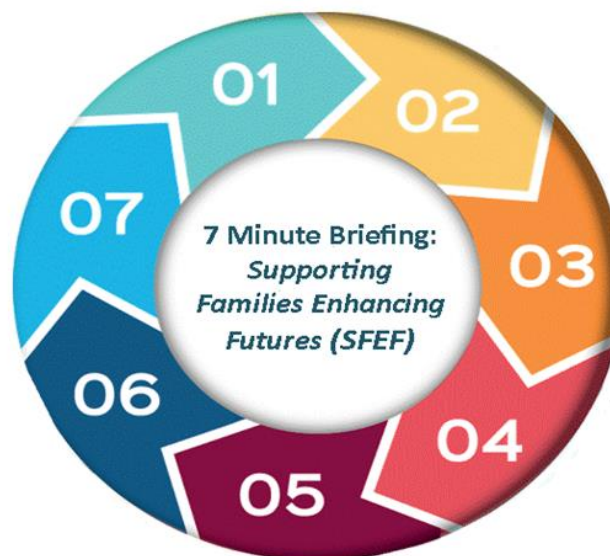 01
02
03
04
05
06
07
7 Minute Briefing:
Supporting
Families Enhancing
Futures (SFEF)